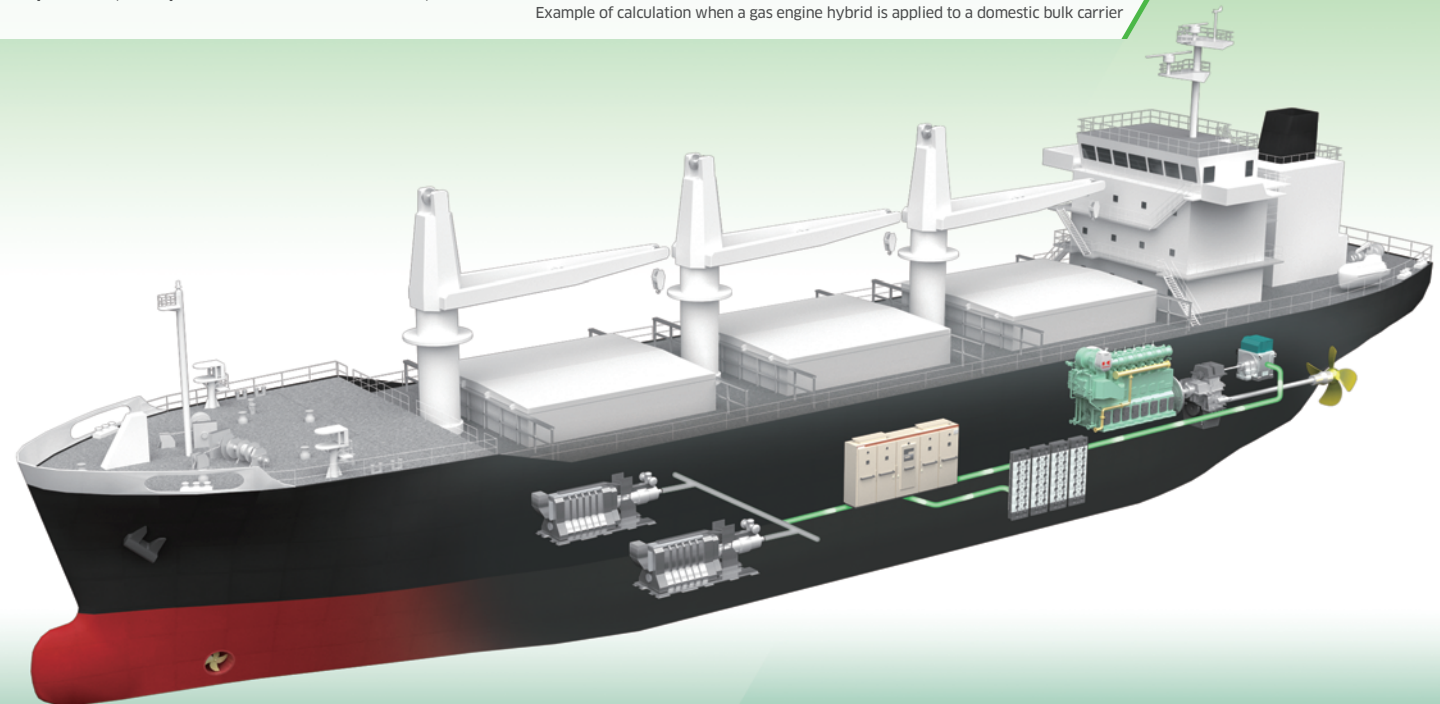 Example of calculation when a gas engine hybrid is applied to a domestic bulk carrier